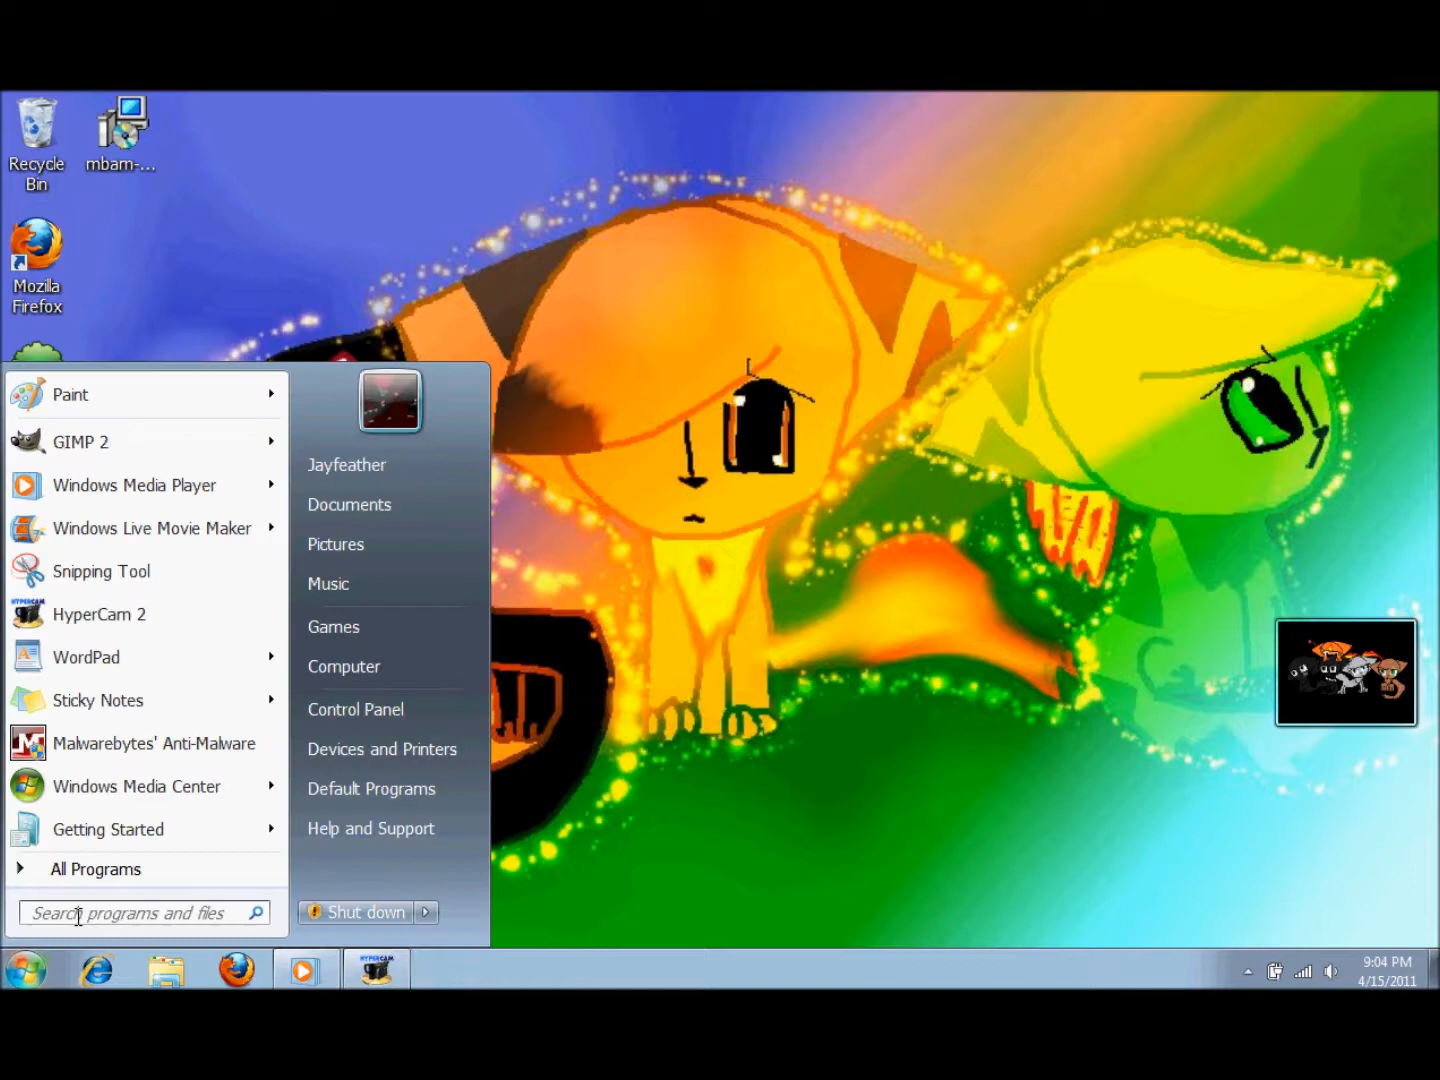 Recycle
Bin
mbam-...
Mozilla
Firefox
Paint
GIMP 2
Windows Media Player
Windows Live Movie Maker
Snipping Tool
HYPERCAM
HyperCam 2
WordPad
Sticky Notes
Malwarebytes' Anti-Malware
Windows Media Center
Getting Started
All Programs
Search programs and files
Jayfeather
Documents
Pictures
Music
Games
Computer
Control Panel
Devices and Printers
Default Programs
Help and Support
Shut down
HYPERCAM
9:04 PM
4/15/2011